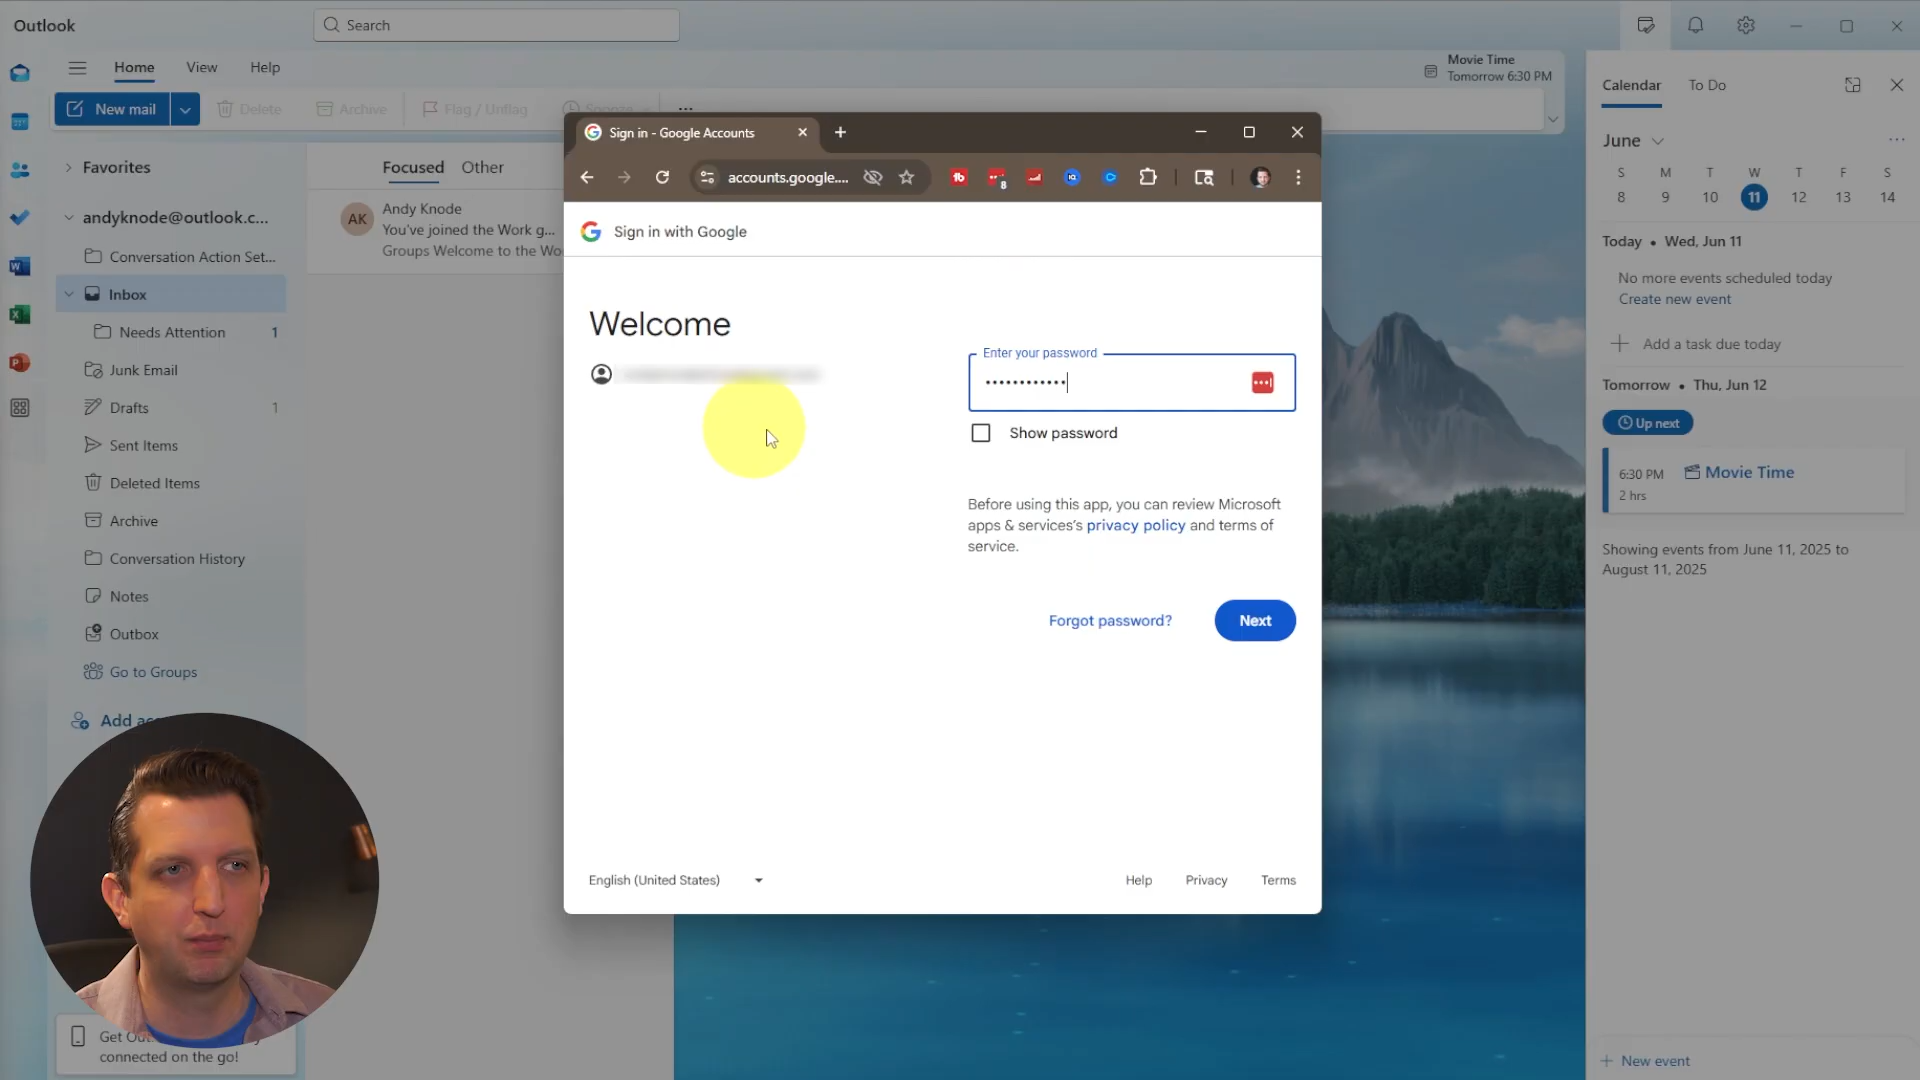 Outlook
Search
Home
View
Help
Movie Time
Tomorrow 6:30 PM
New mail
Delete
Archive
Flag / Unflag
Snooze
Favorites
andyknode@outlook.c...
Conversation Action Set...
Inbox
Needs Attention 1
Junk Email
Drafts 1
Sent Items
Deleted Items
Archive
Conversation History
Notes
Outbox
Go to Groups
Get
connected on the go!
Focused
Other
AK
Andy Knode
You've joined the Work g...
Groups Welcome to the Wo
Sign in - Google Accounts
accounts.google....
8
Sign in with Google
Welcome
Enter your password
••••••••••••
Show password
Before using this app, you can review Microsoft
apps & services's privacy policy and terms of
service.
Forgot password?
Next
English (United States)
Help
Privacy
Terms
Calendar
To Do
June
S M T W T F S
8 9 10 11 12 13 14
Today • Wed, Jun 11
No more events scheduled today
Create new event
Add a task due today
Tomorrow • Thu, Jun 12
Up next
6:30 PM
Movie Time
2 hrs
Showing events from June 11, 2025 to
August 11, 2025
New event